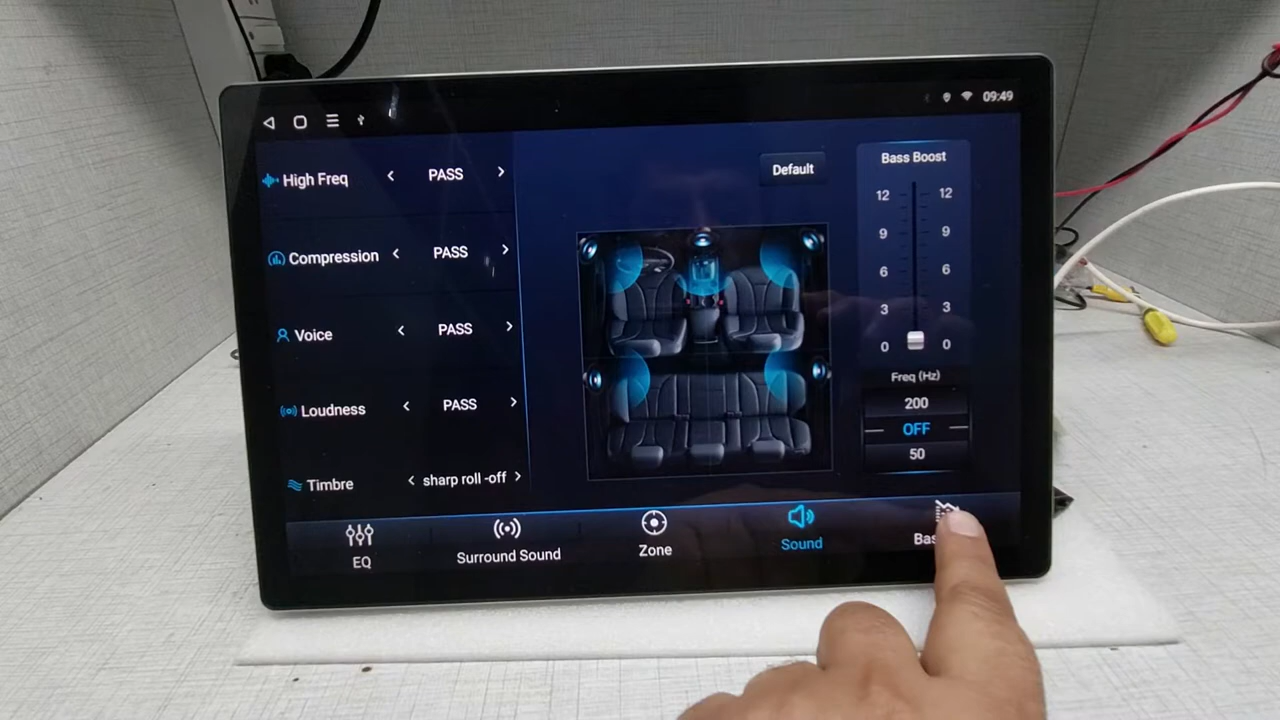 09:49
High Freq
PASS
Compression
PASS
Voice
PASS
Loudness
PASS
Timbre
sharp roll -off
Default
Bass Boost
12 12
9 9
6 6
3 3
0 0
Freq (Hz)
200
OFF
50
EQ
Surround Sound
Zone
Sound